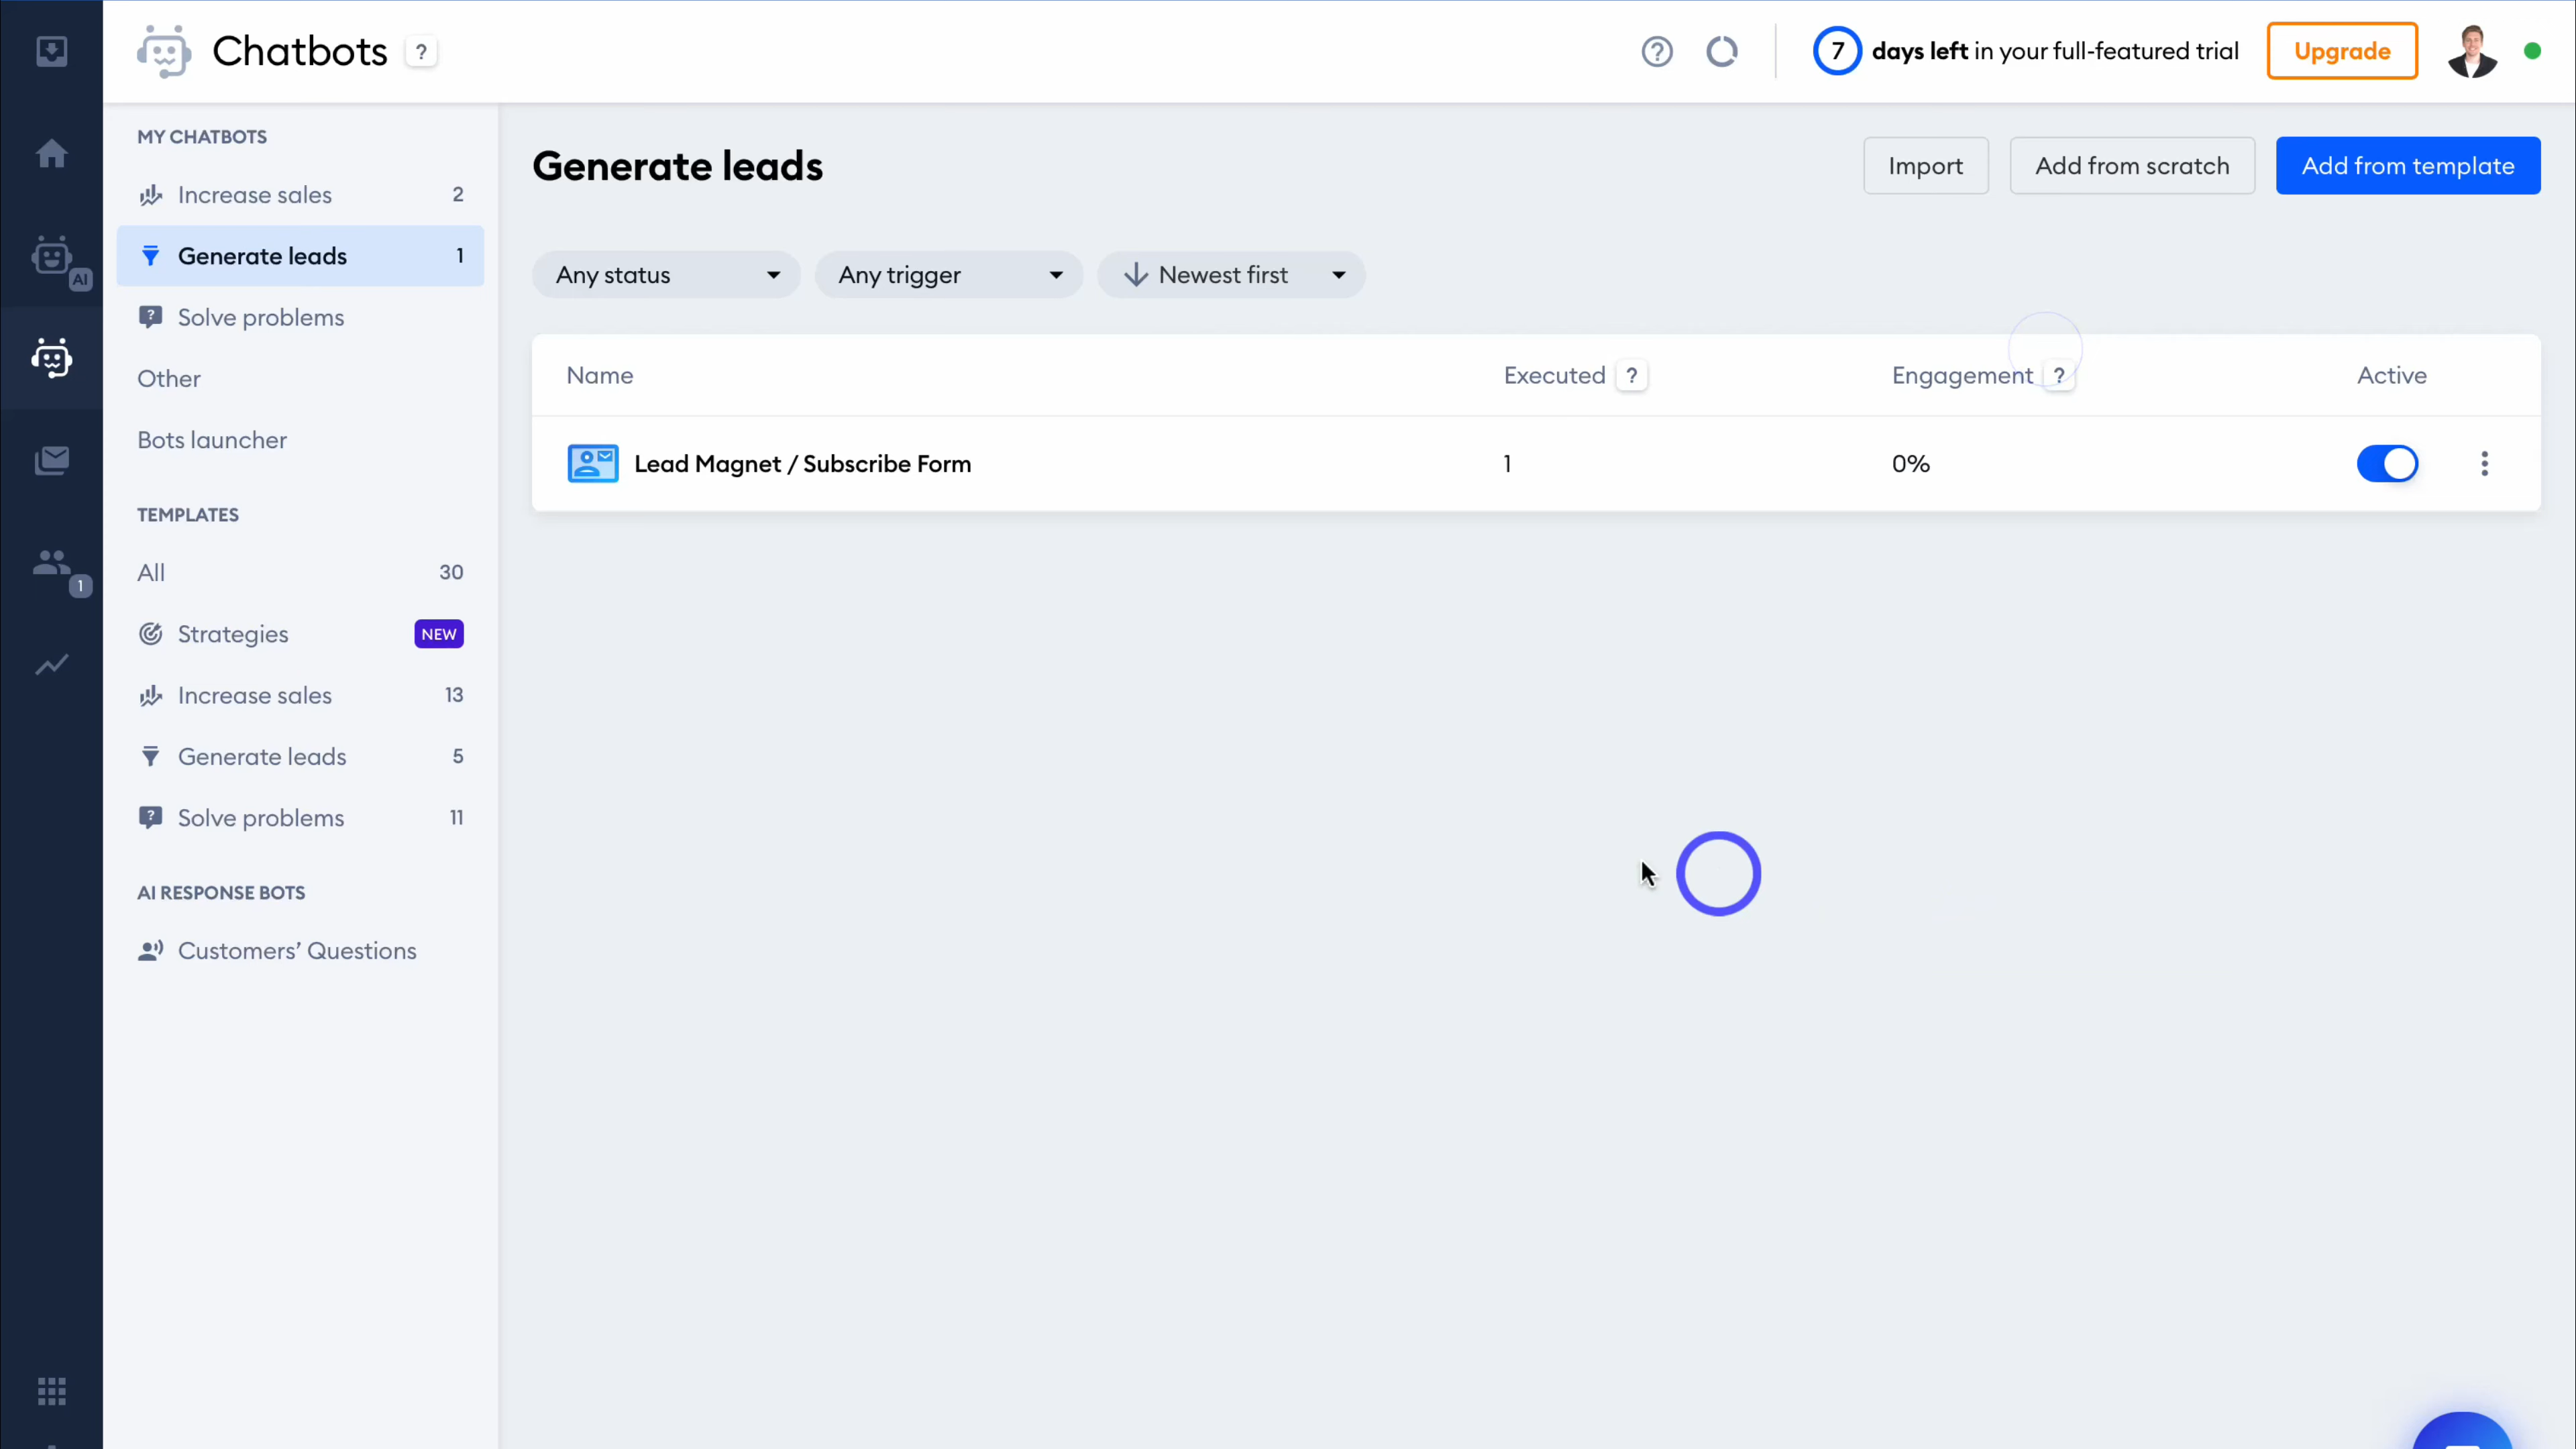 Chatbots ?
7 days left in your full-featured trial Upgrade
AI
1
MY CHATBOTS
Increase sales 2
Generate leads 1
Solve problems
Other
Bots launcher
TEMPLATES
All 30
Strategies NEW
Increase sales 13
Generate leads 5
Solve problems 11
AI RESPONSE BOTS
Customers’ Questions
Generate leads
Import Add from scratch Add from template
Any status Any trigger Newest first
Name Executed ? Engagement ? Active
Lead Magnet / Subscribe Form 1 0%